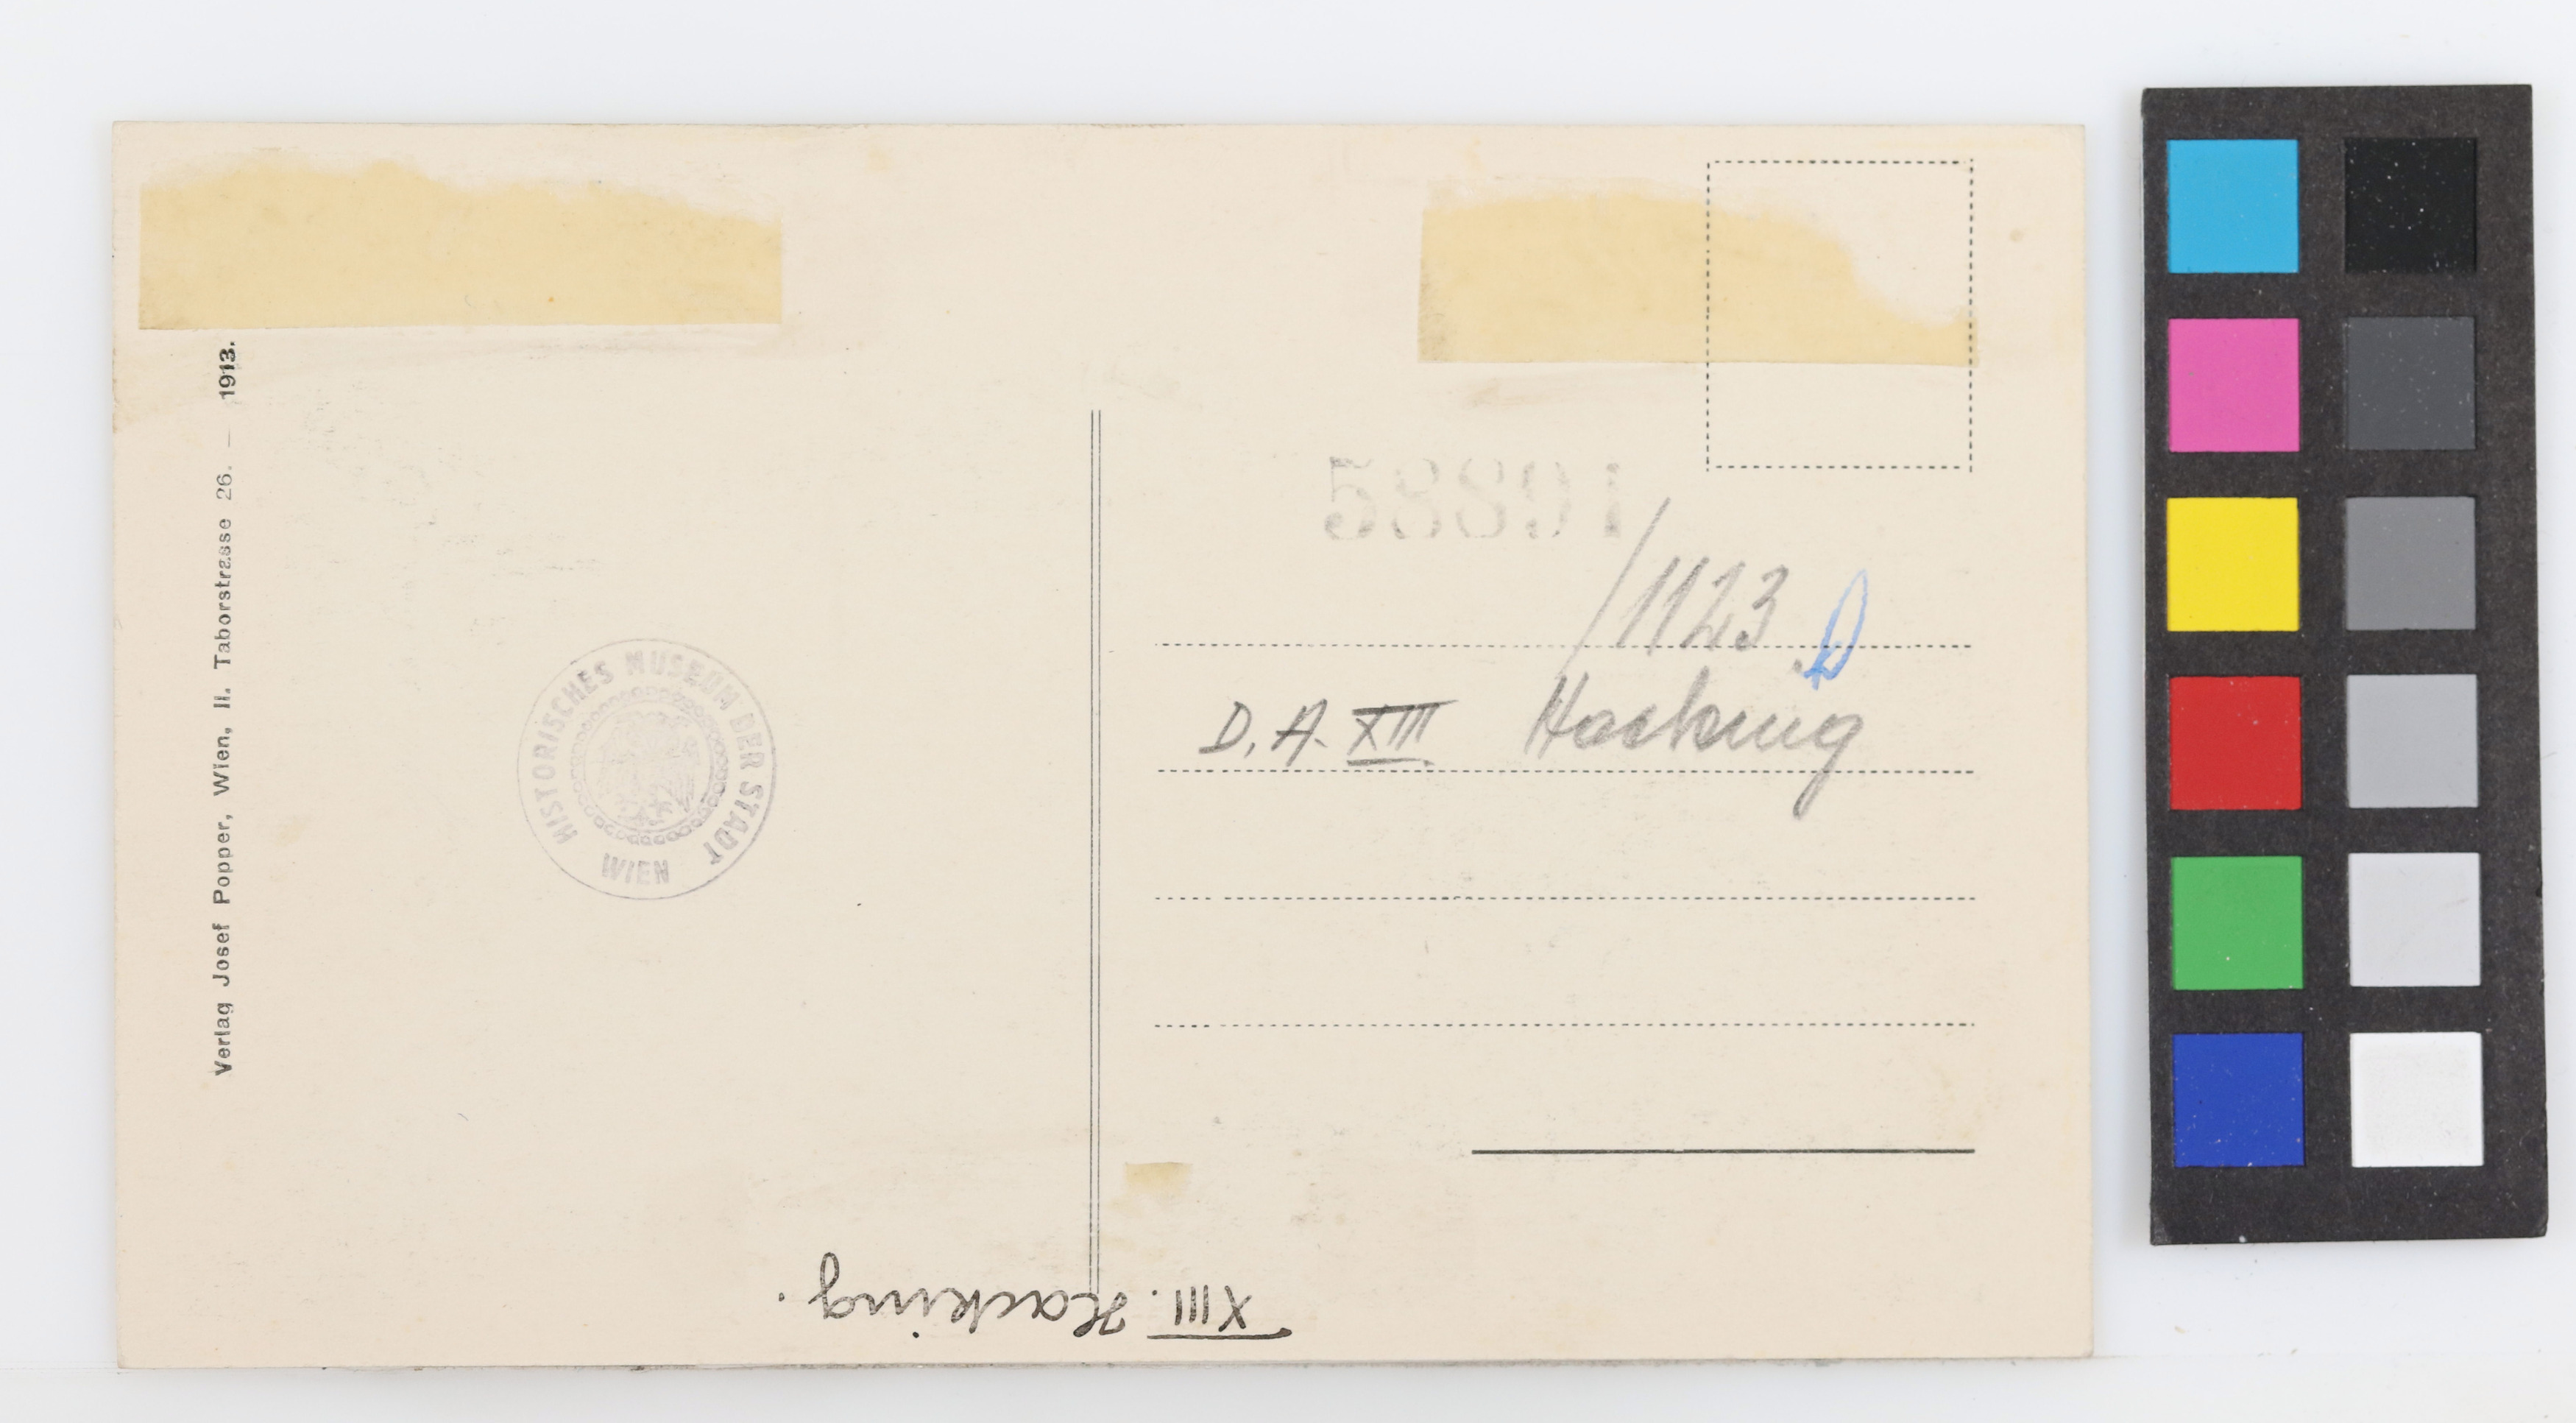 Verlag Josef Popper, Wien, II. Taborstrasse 26. — 1913.
HISTORISCHES MUSEUM DER STADT WIEN
58891
/1123
D. A. XIII Hacking
XIII. Hacking.